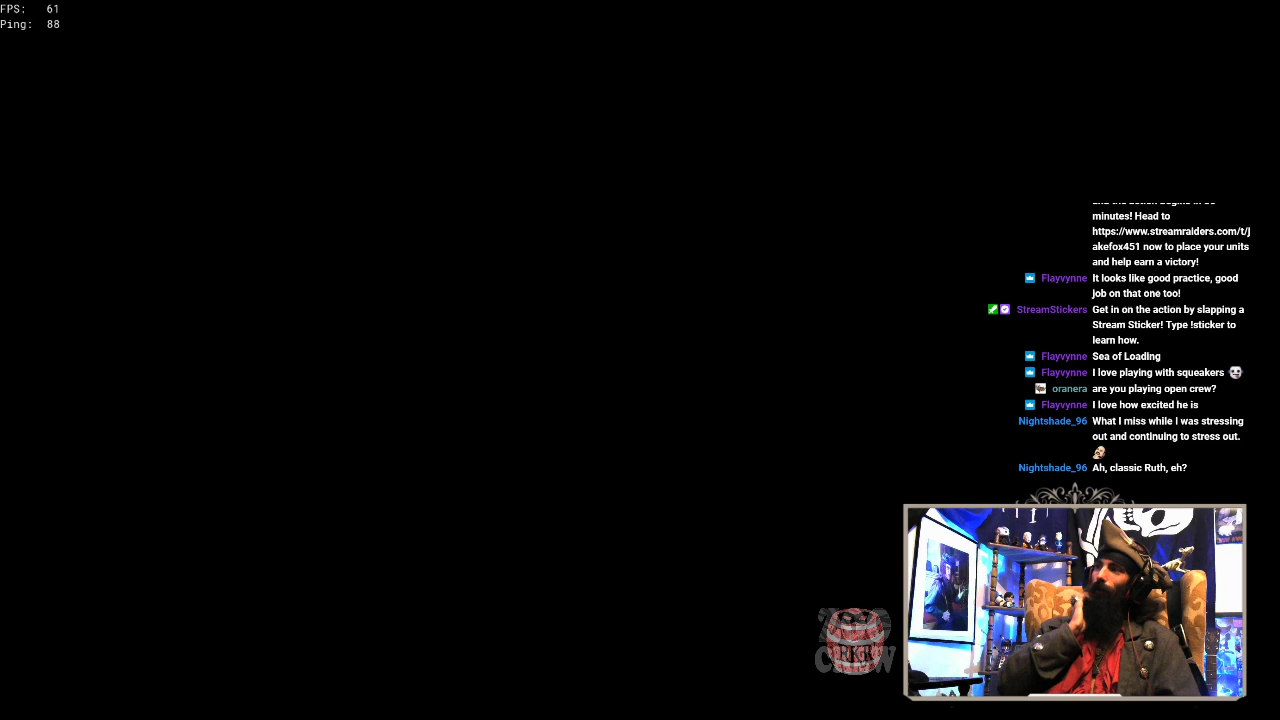 FPS: 61
Ping: 88
minutes! Head to
https://www.streamraiders.com/t/j
akefox451 now to place your units
and help earn a victory!
Flayvynne It looks like good practice, good
job on that one too!
StreamStickers Get in on the action by slapping a
Stream Sticker! Type !sticker to
learn how.
Flayvynne Sea of Loading
Flayvynne I love playing with squeakers
oranera are you playing open crew?
Flayvynne I love how excited he is
Nightshade_96 What I miss while I was stressing
out and continuing to stress out.
Nightshade_96 Ah, classic Ruth, eh?
CREW